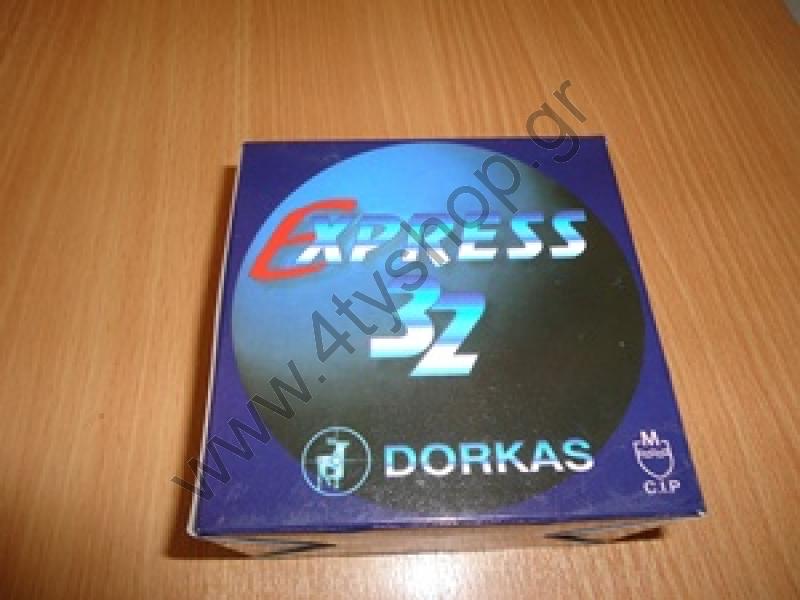 EXPRESS
32
DORKAS
M
C.I.P
www.4tyshop.gr